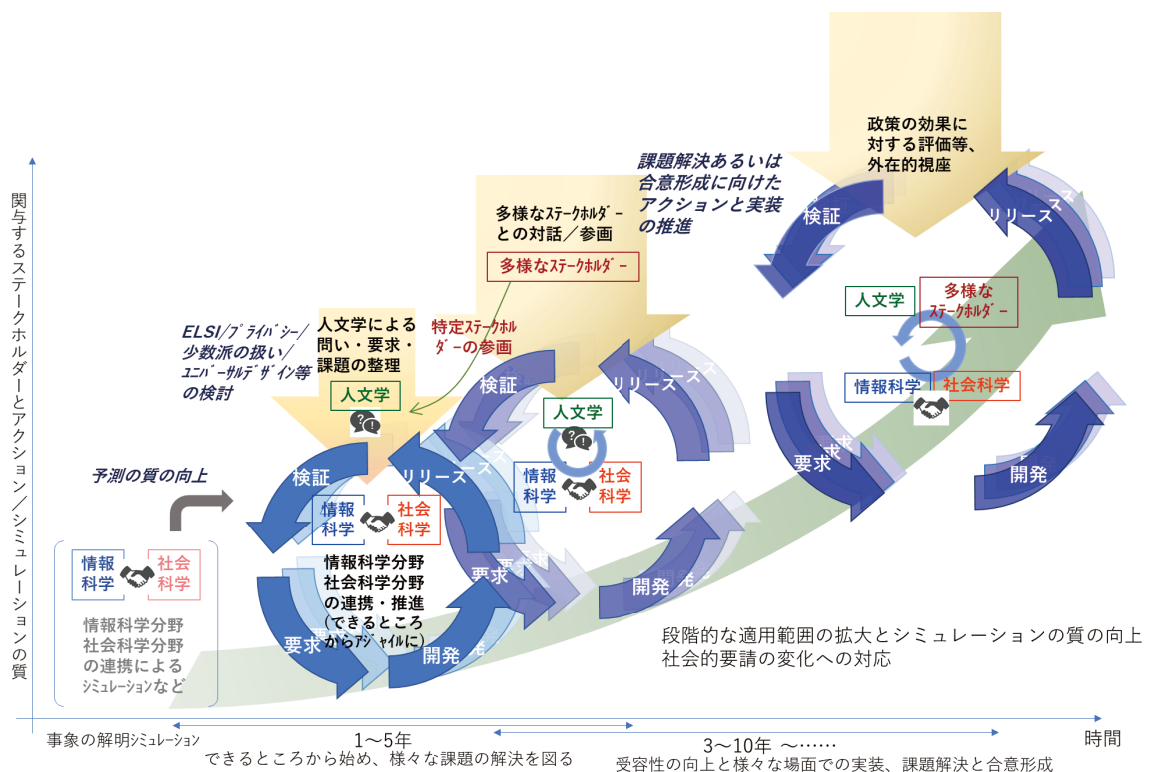 関与するステークホルダーとアクション／シミュレーションの質
政策の効果に
対する評価等、
外在的視座
課題解決あるいは
合意形成に向けた
アクションと実装
の推進
検証
リリース
多様なｽﾃｰｸﾎﾙﾀﾞｰ
との対話／参画
多様なｽﾃｰｸﾎﾙﾀﾞｰ
人文学
多様な
ｽﾃｰｸﾎﾙﾀﾞｰ
情報科学
社会科学
要求
開発
ELSI/ﾌﾟﾗｲﾊﾞｼｰ/
少数派の扱い/
ﾕﾆﾊﾞｰｻﾙﾃﾞｻﾞｲﾝ等
の検討
人文学による
問い・要求・
課題の整理
人文学
特定ｽﾃｰｸﾎﾙ
ﾀﾞｰの参画
検証
リリース
人文学
情報
科学
社会
科学
要求
開発
予測の質の向上
検証
リリース
情報
科学
社会
科学
情報科学分野
社会科学分野
の連携・推進
(できるところ
からｱｼﾞｬｲﾙに)
要求
開発
情報
科学
社会
科学
情報科学分野
社会科学分野
の連携による
ｼﾐｭﾚｰｼｮﾝなど
段階的な適用範囲の拡大とシミュレーションの質の向上
社会的要請の変化への対応
事象の解明ｼﾐｭﾚｰｼｮﾝ
1～5年
できるところから始め、様々な課題の解決を図る
3～10年 ～……
受容性の向上と様々な場面での実装、課題解決と合意形成
時間